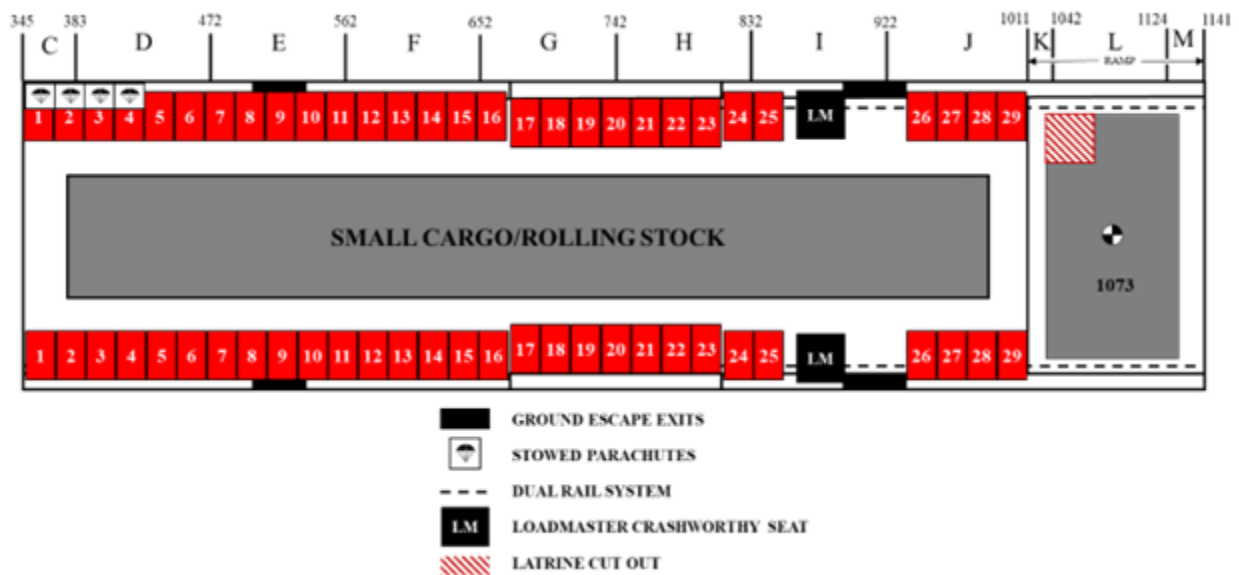 345 383 472 562 652 742 832 922 1011 1042 1124 1141
C D E F G H I J K L M
RAMP
1 2 3 4 5 6 7 8 9 10 11 12 13 14 15 16 17 18 19 20 21 22 23 24 25 LM 26 27 28 29
SMALL CARGO/ROLLING STOCK
1073
1 2 3 4 5 6 7 8 9 10 11 12 13 14 15 16 17 18 19 20 21 22 23 24 25 LM 26 27 28 29
GROUND ESCAPE EXITS
STOWED PARACHUTES
DUAL RAIL SYSTEM
LM LOADMASTER CRASHWORTHY SEAT
LATRINE CUT OUT